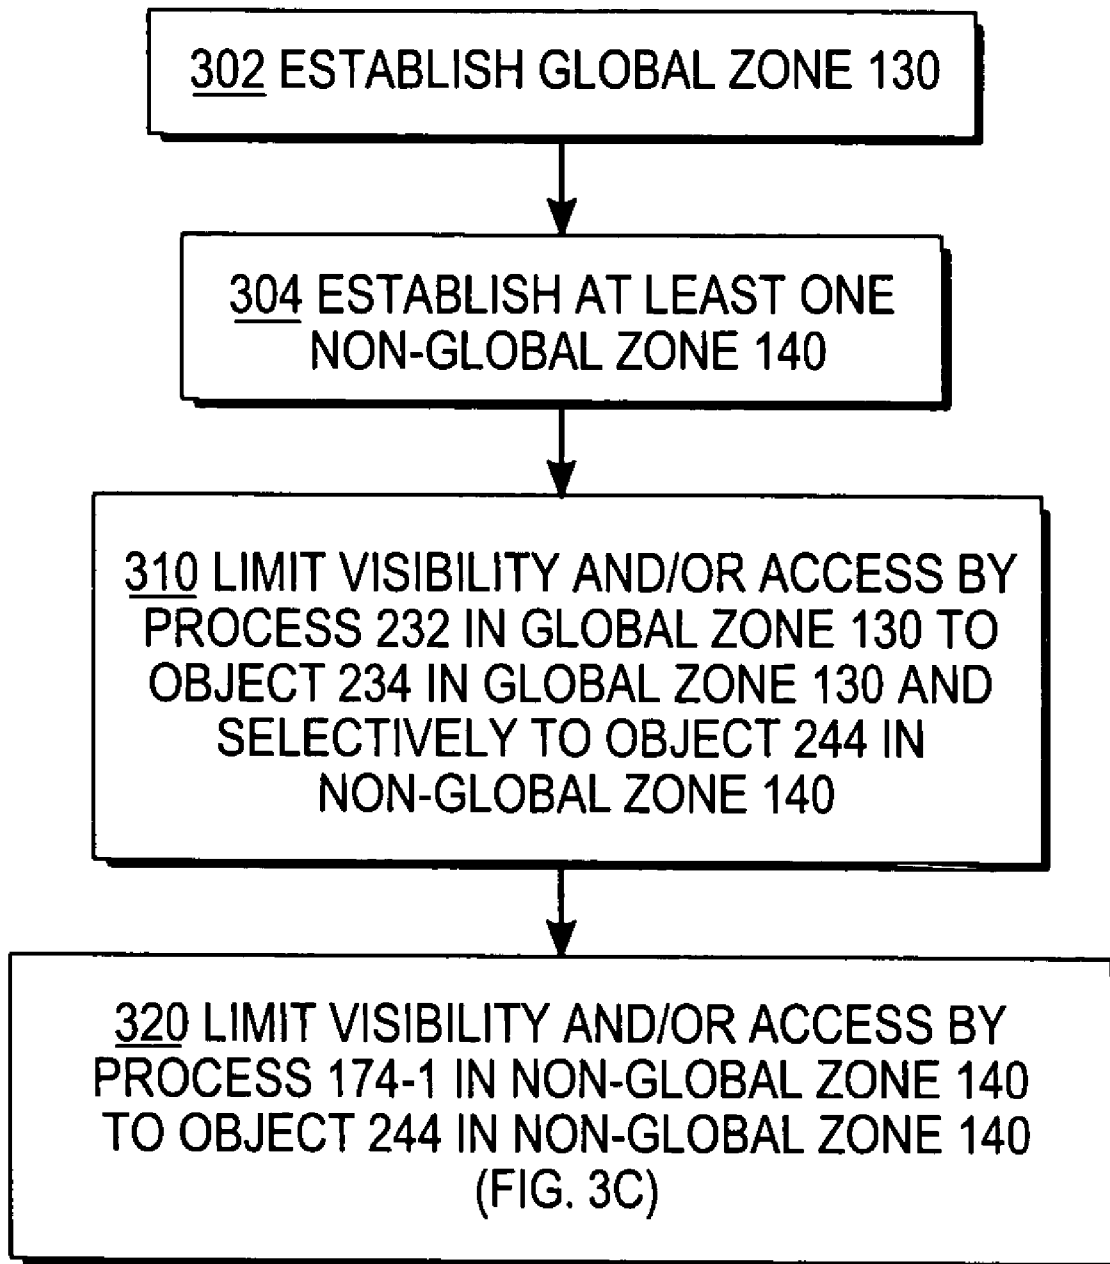 302 ESTABLISH GLOBAL ZONE 130
304 ESTABLISH AT LEAST ONE
NON-GLOBAL ZONE 140
310 LIMIT VISIBILITY AND/OR ACCESS BY
PROCESS 232 IN GLOBAL ZONE 130 TO
OBJECT 234 IN GLOBAL ZONE 130 AND
SELECTIVELY TO OBJECT 244 IN
NON-GLOBAL ZONE 140
320 LIMIT VISIBILITY AND/OR ACCESS BY
PROCESS 174-1 IN NON-GLOBAL ZONE 140
TO OBJECT 244 IN NON-GLOBAL ZONE 140
(FIG. 3C)